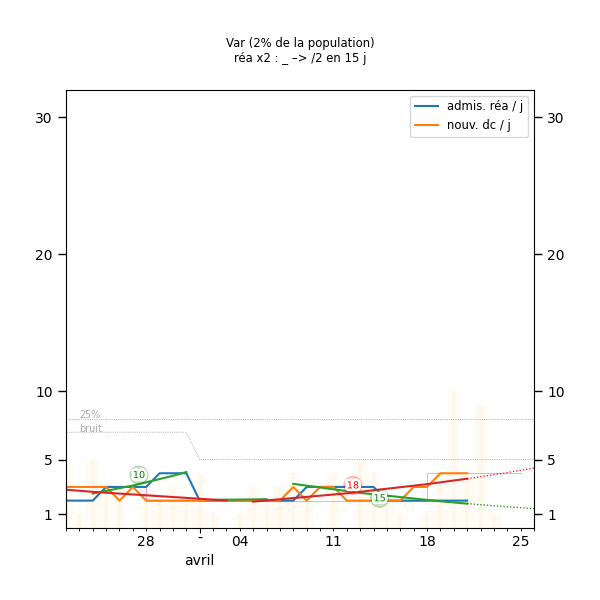 Var (2% de la population)
réa x2 : _ –> /2 en 15 j
admis. réa / j
nouv. dc / j
30 30
20 20
10 10
25%
bruit
5 5
10
18
15
1 1
28 - 04 11 18 25
avril